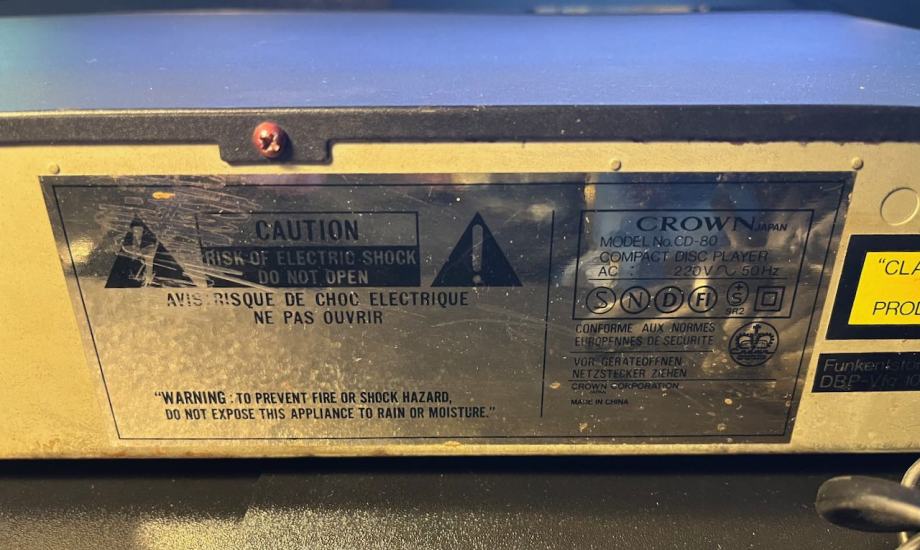 CAUTION
RISK OF ELECTRIC SHOCK
DO NOT OPEN
AVIS: RISQUE DE CHOC ELECTRIQUE
NE PAS OUVRIR
"WARNING : TO PREVENT FIRE OR SHOCK HAZARD,
DO NOT EXPOSE THIS APPLIANCE TO RAIN OR MOISTURE."
CROWN JAPAN
MODEL No. CD-80
COMPACT DISC PLAYER
AC : 220V ~ 50Hz
S N D FI S
SR2
CONFORME AUX NORMES
EUROPENNES DE SECURITE
VOR GERATEOFFNEN
NETZSTECKER ZIEHEN
CROWN CORPORATION
JAPAN
MADE IN CHINA
"CLA
PROD
Funkentstör
DBP-Vfg